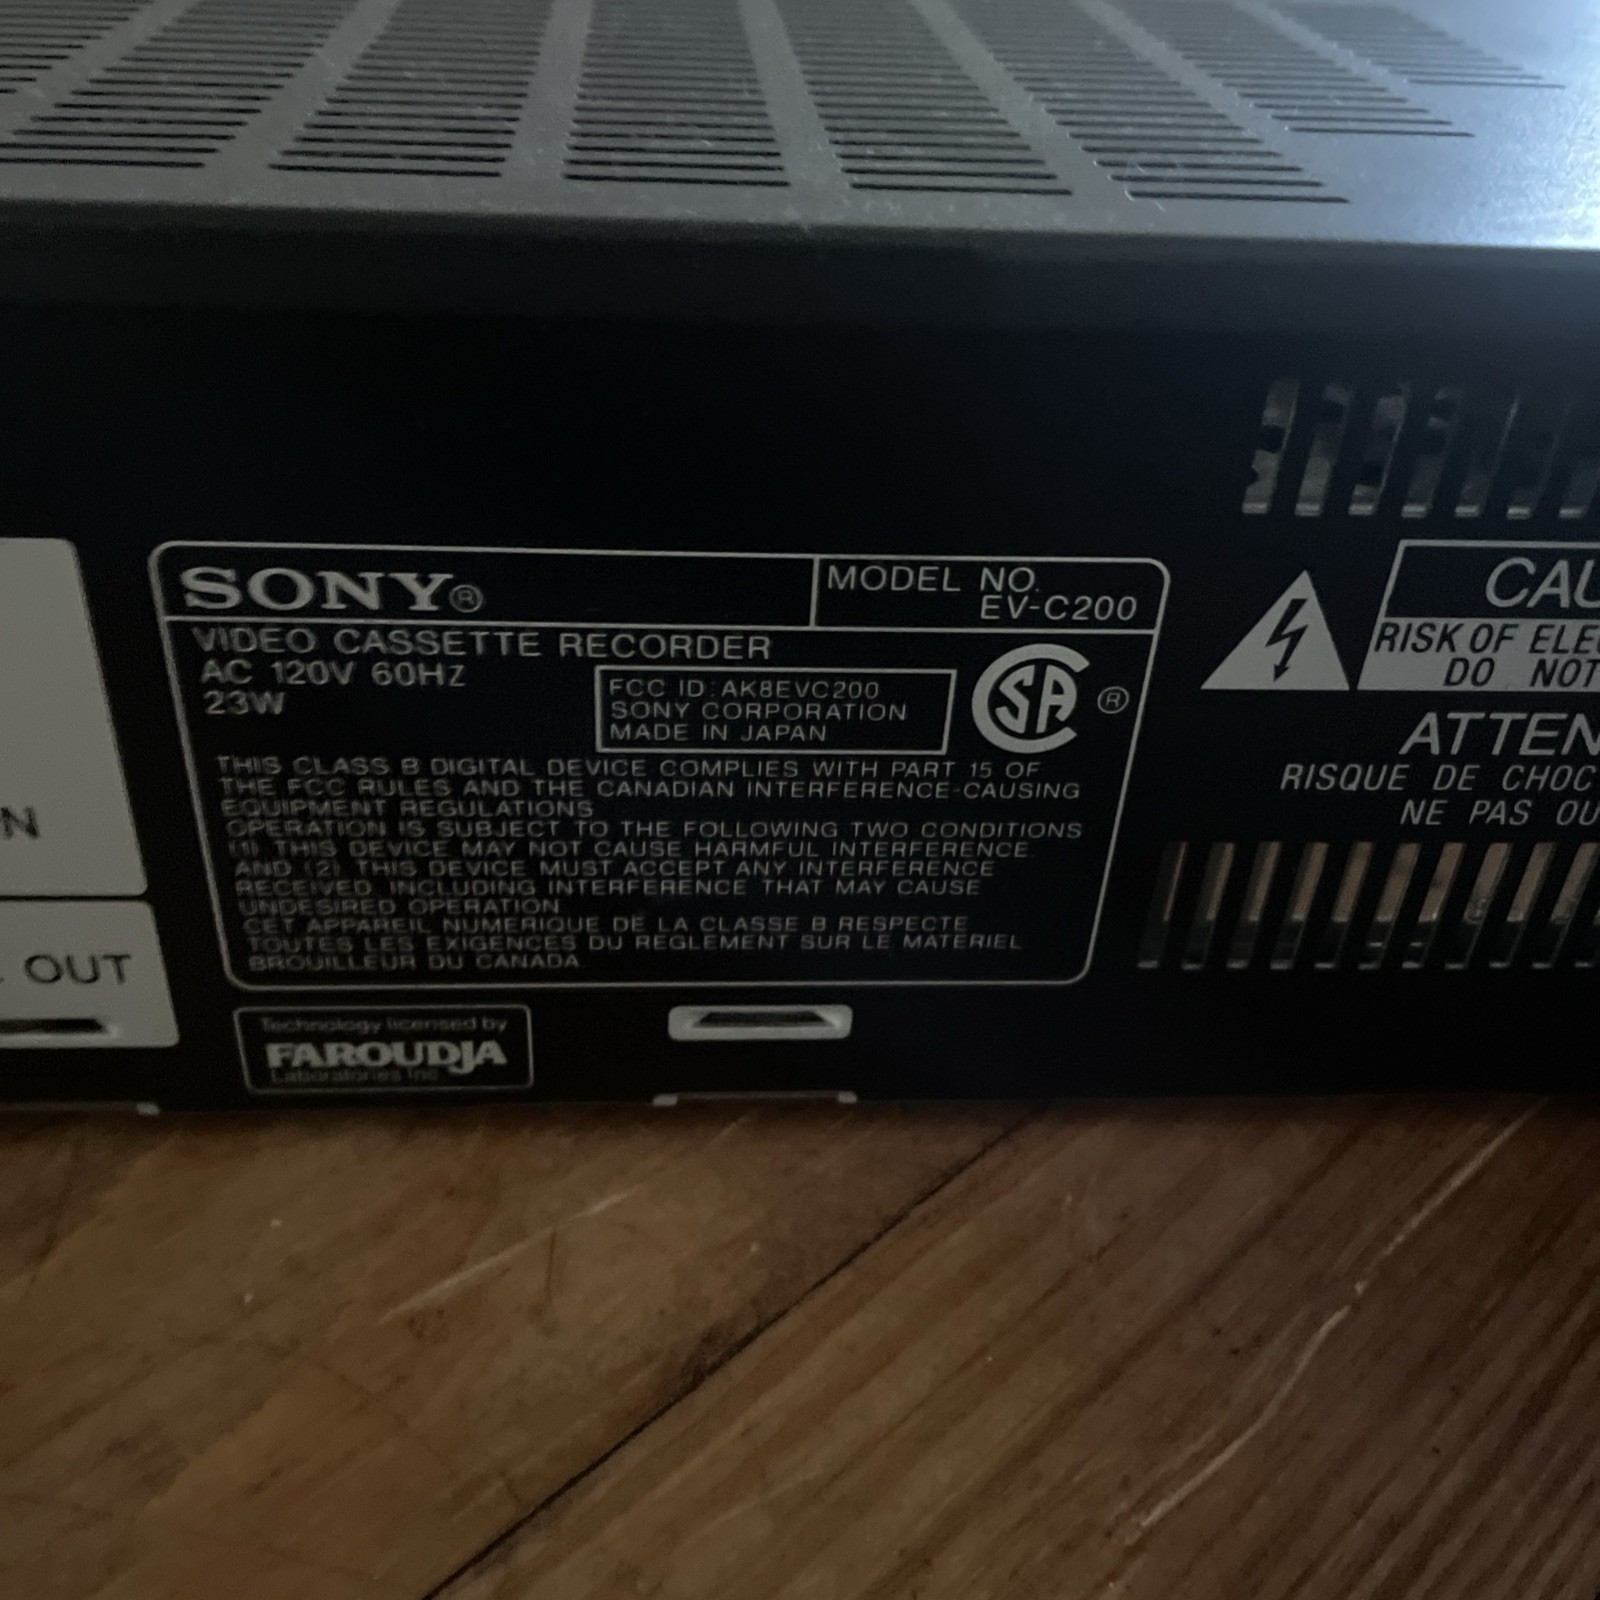 SONY®
MODEL NO.
EV-C200
VIDEO CASSETTE RECORDER
AC 120V 60HZ
23W
FCC ID: AK8EVC200
SONY CORPORATION
MADE IN JAPAN
SA ®
THIS CLASS B DIGITAL DEVICE COMPLIES WITH PART 15 OF
THE FCC RULES AND THE CANADIAN INTERFERENCE-CAUSING
EQUIPMENT REGULATIONS
OPERATION IS SUBJECT TO THE FOLLOWING TWO CONDITIONS
(1) THIS DEVICE MAY NOT CAUSE HARMFUL INTERFERENCE.
AND (2) THIS DEVICE MUST ACCEPT ANY INTERFERENCE
RECEIVED, INCLUDING INTERFERENCE THAT MAY CAUSE
UNDESIRED OPERATION
CET APPAREIL NUMERIQUE DE LA CLASSE B RESPECTE
TOUTES LES EXIGENCES DU REGLEMENT SUR LE MATERIEL
BROUILLEUR DU CANADA
Technology licensed by
FAROUDJA
Laboratories Inc.
N
OUT
CAU
RISK OF ELE
DO NOT
ATTEN
RISQUE DE CHOC
NE PAS OU